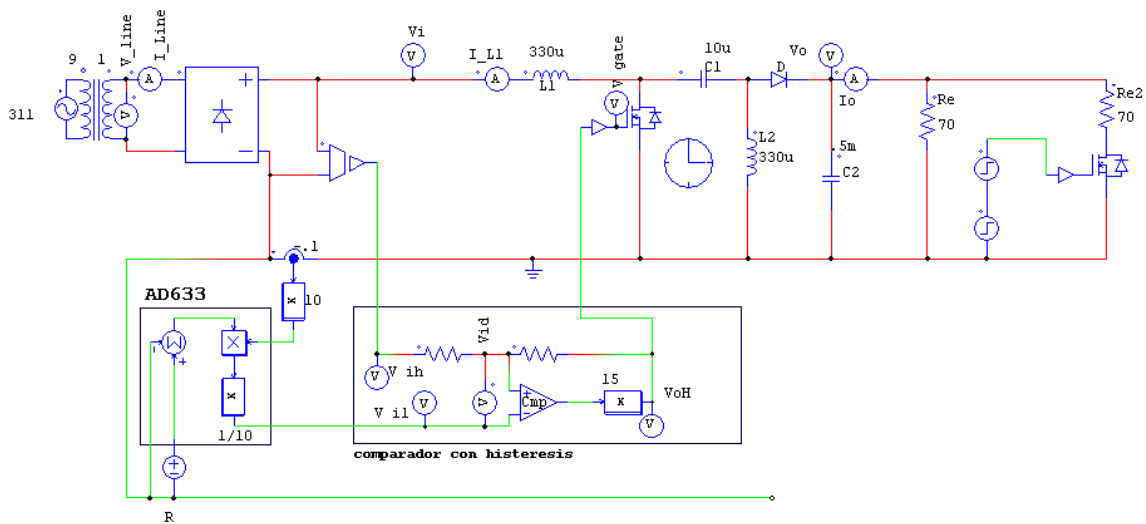 311
9 1
V_line
I_Line
A
V
+
-
Vi
V
I_L1
A
330u
L1
V_gate
V
10u
C1
D
Vo
V
A
Io
L2
330u
.5m
C2
Re
70
Re2
70
-.1
K
10
AD633
Σ
-
+
X
K
1/10
R
V ih
V
V il
V
Vid
V
+
-
Cmp
15
K
VoH
V
comparador con histeresis